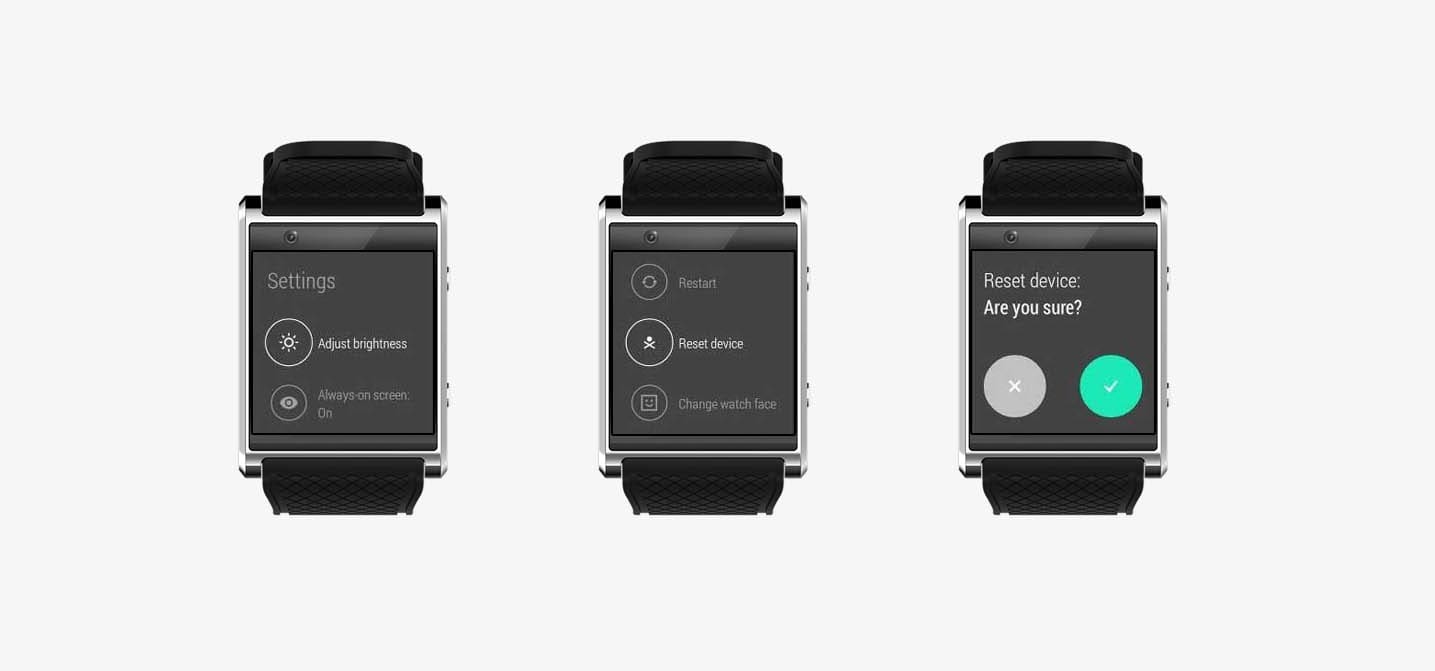 Settings
Adjust brightness
Always-on screen:
On
Restart
Reset device
Change watch face
Reset device:
Are you sure?